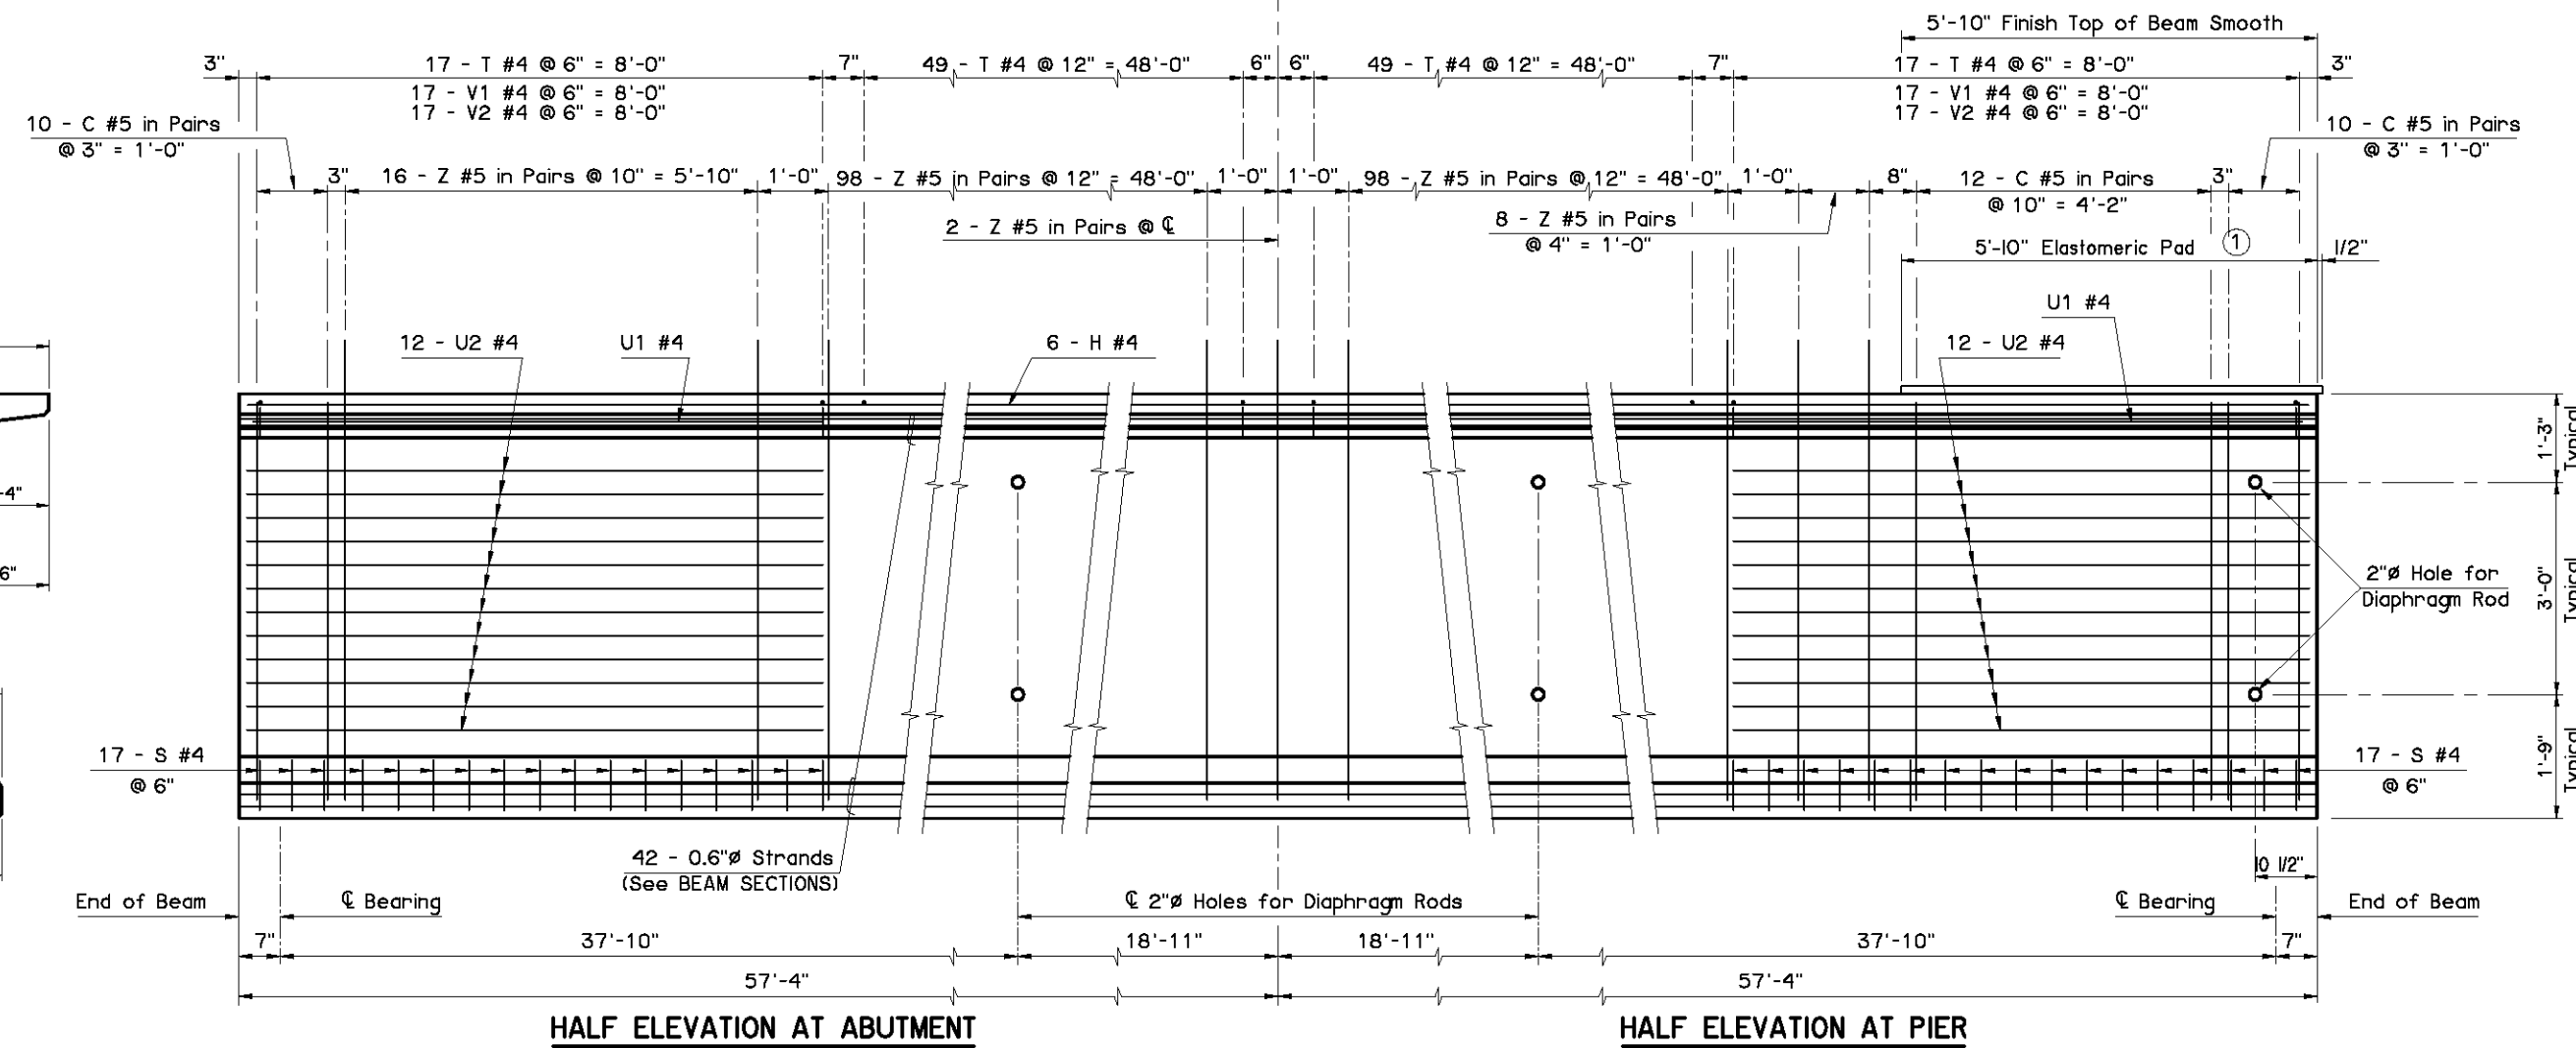 5'-10" Finish Top of Beam Smooth
3"
17 - T #4 @ 6" = 8'-0"
7"
49 - T #4 @ 12" = 48'-0"
6"
6"
49 - T #4 @ 12" = 48'-0"
7"
17 - T #4 @ 6" = 8'-0"
3"
17 - V1 #4 @ 6" = 8'-0"
17 - V2 #4 @ 6" = 8'-0"
17 - V1 #4 @ 6" = 8'-0"
17 - V2 #4 @ 6" = 8'-0"
10 - C #5 in Pairs
@ 3" = 1'-0"
10 - C #5 in Pairs
@ 3" = 1'-0"
3"
16 - Z #5 in Pairs @ 10" = 5'-10"
1'-0"
98 - Z #5 in Pairs @ 12" = 48'-0"
1'-0"
1'-0"
98 - Z #5 in Pairs @ 12" = 48'-0"
1'-0"
8"
12 - C #5 in Pairs
@ 10" = 4'-2"
3"
2 - Z #5 in Pairs @ ℄
8 - Z #5 in Pairs
@ 4" = 1'-0"
5'-10" Elastomeric Pad
1
1/2"
12 - U2 #4
U1 #4
6 - H #4
U1 #4
12 - U2 #4
1'-3"
Typical
-4"
6"
2"Ø Hole for
Diaphragm Rod
3'-0"
Typical
17 - S #4
@ 6"
17 - S #4
@ 6"
1'-9"
Typical
42 - 0.6"Ø Strands
(See BEAM SECTIONS)
10 1/2"
End of Beam
℄ Bearing
℄ 2"Ø Holes for Diaphragm Rods
℄ Bearing
End of Beam
7"
37'-10"
18'-11"
18'-11"
37'-10"
7"
57'-4"
57'-4"
HALF ELEVATION AT ABUTMENT
HALF ELEVATION AT PIER